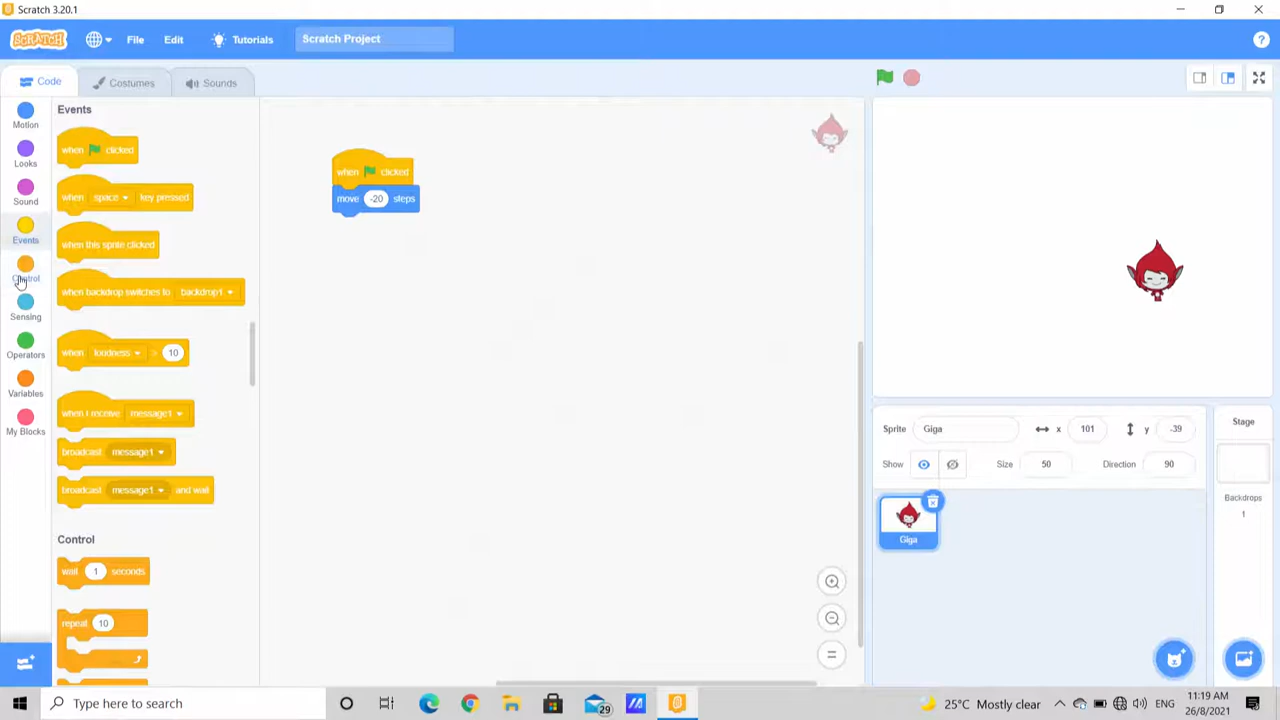 Scratch 3.20.1
SCRATCH
File
Edit
Tutorials
Scratch Project
?
Code
Costumes
Sounds
Motion
Looks
Sound
Events
Control
Sensing
Operators
Variables
My Blocks
Events
when clicked
when space key pressed
when this sprite clicked
when backdrop switches to backdrop1
when loudness > 10
when I receive message1
broadcast message1
broadcast message1 and wait
Control
wait 1 seconds
repeat 10
when clicked
move -20 steps
Sprite Giga x 101 y -39
Show Size 50 Direction 90
Giga
Stage
Backdrops
1
Type here to search
29
25°C Mostly clear
ENG
11:19 AM
26/8/2021